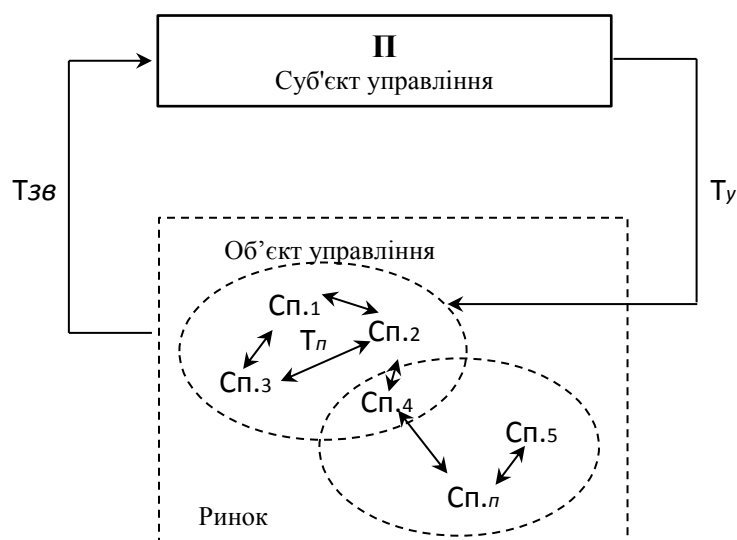 П
Суб'єкт управління
Тзв
Ту
Об’єкт управління
Сп.1
Сп.2
Тп
Сп.3
Сп.4
Сп.5
Сп.п
Ринок